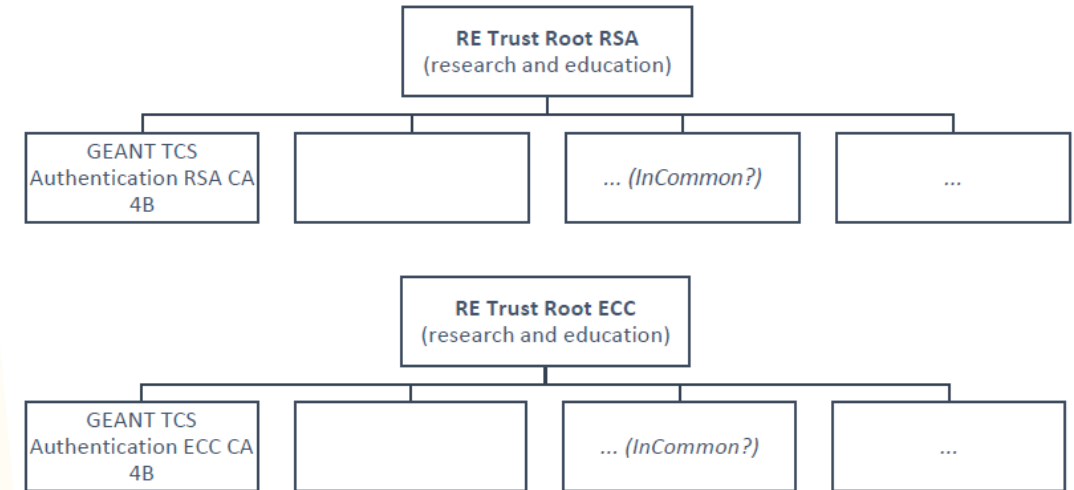 RE Trust Root RSA
(research and education)
GEANT TCS
Authentication RSA CA
4B
... (InCommon?)
...
RE Trust Root ECC
(research and education)
GEANT TCS
Authentication ECC CA
4B
... (InCommon?)
...